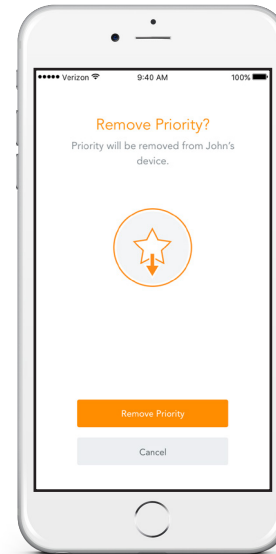 Verizon 9:40 AM 100%
Remove Priority?
Priority will be removed from John's
device.
Remove Priority
Cancel